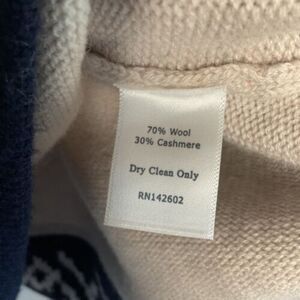 70% Wool
30% Cashmere
Dry Clean Only
RN142602